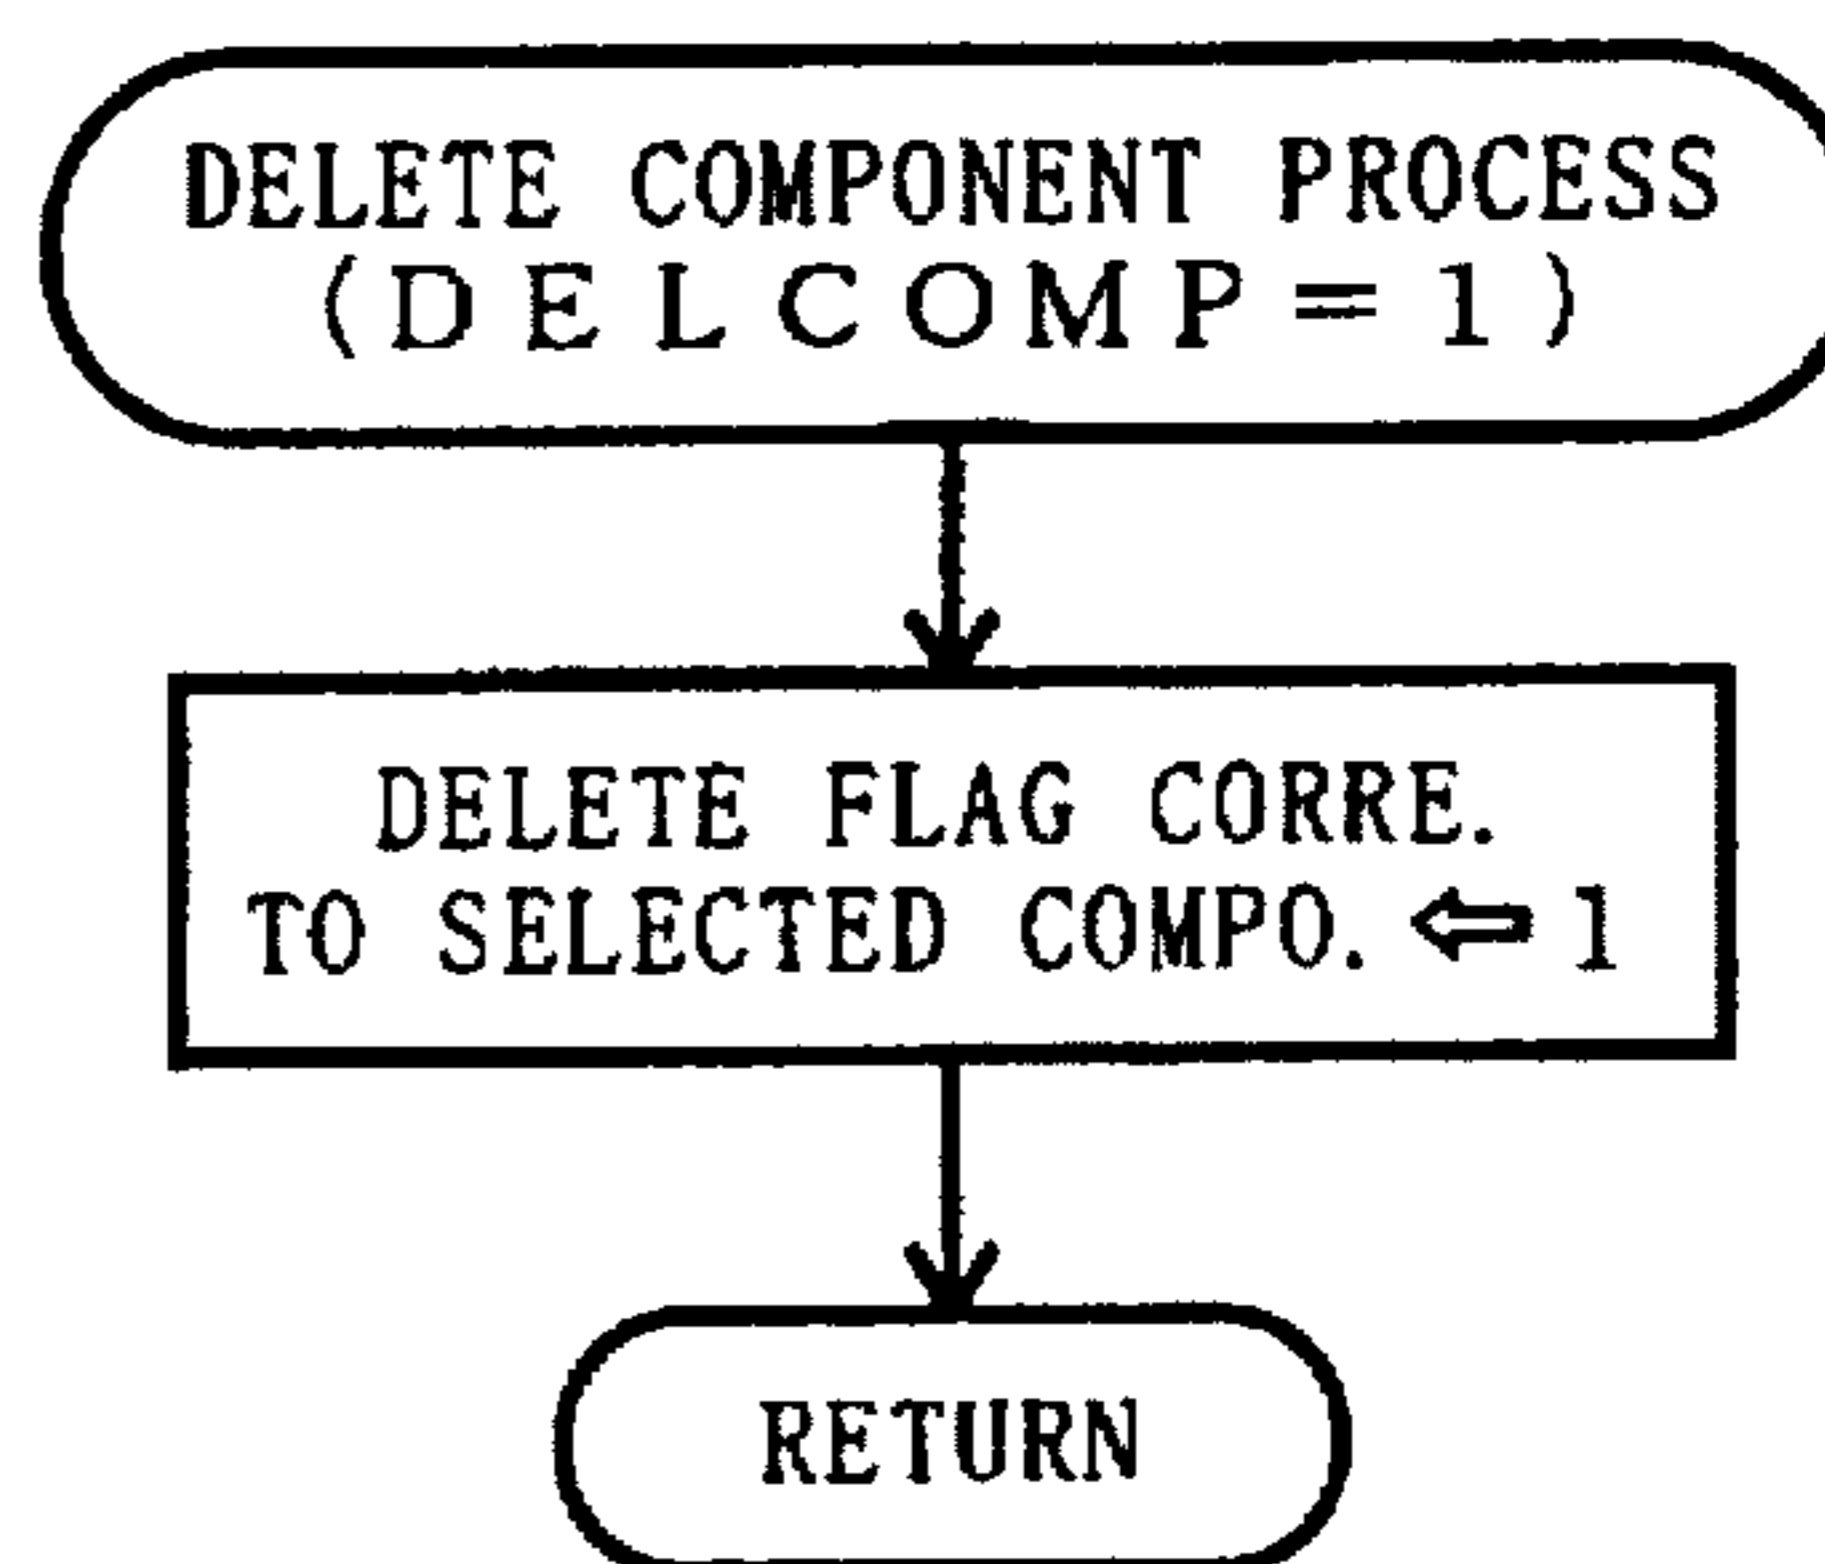 DELETE COMPONENT PROCESS
(DELCOMP=1)
DELETE FLAG CORRE.
TO SELECTED COMPO. ⇦ 1
RETURN